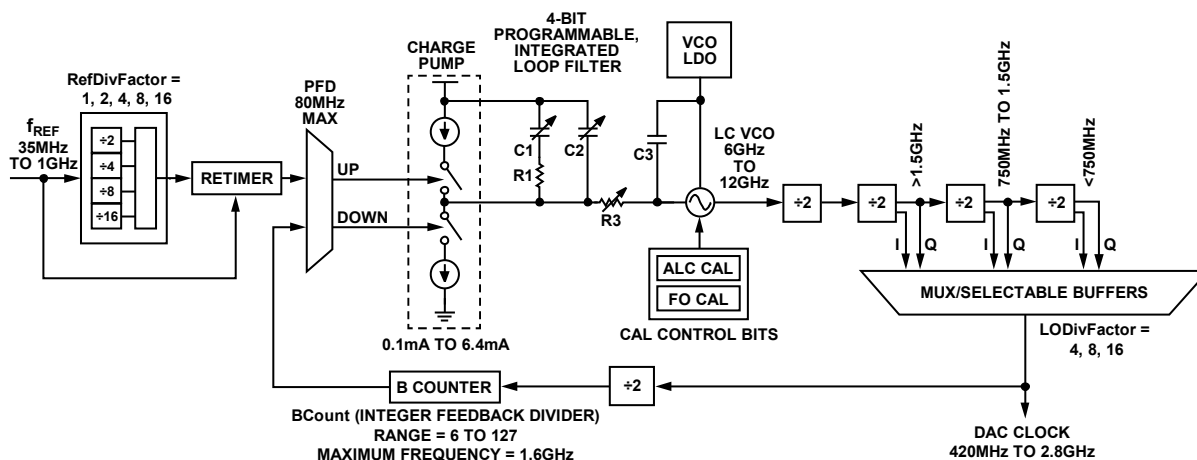 4-BIT
PROGRAMMABLE,
INTEGRATED
LOOP FILTER
CHARGE
PUMP
VCO
LDO
RefDivFactor =
1, 2, 4, 8, 16
PFD
80MHz
MAX
fREF
35MHz
TO 1GHz
÷2
÷4
÷8
÷16
RETIMER
UP
DOWN
C1
R1
C2
C3
R3
LC VCO
6GHz
TO
12GHz
÷2
÷2
>1.5GHz
÷2
750MHz TO 1.5GHz
÷2
<750MHz
I
Q
I
Q
I
Q
ALC CAL
FO CAL
CAL CONTROL BITS
MUX/SELECTABLE BUFFERS
LODivFactor =
4, 8, 16
0.1mA TO 6.4mA
B COUNTER
÷2
BCount (INTEGER FEEDBACK DIVIDER)
RANGE = 6 TO 127
MAXIMUM FREQUENCY = 1.6GHz
DAC CLOCK
420MHz TO 2.8GHz